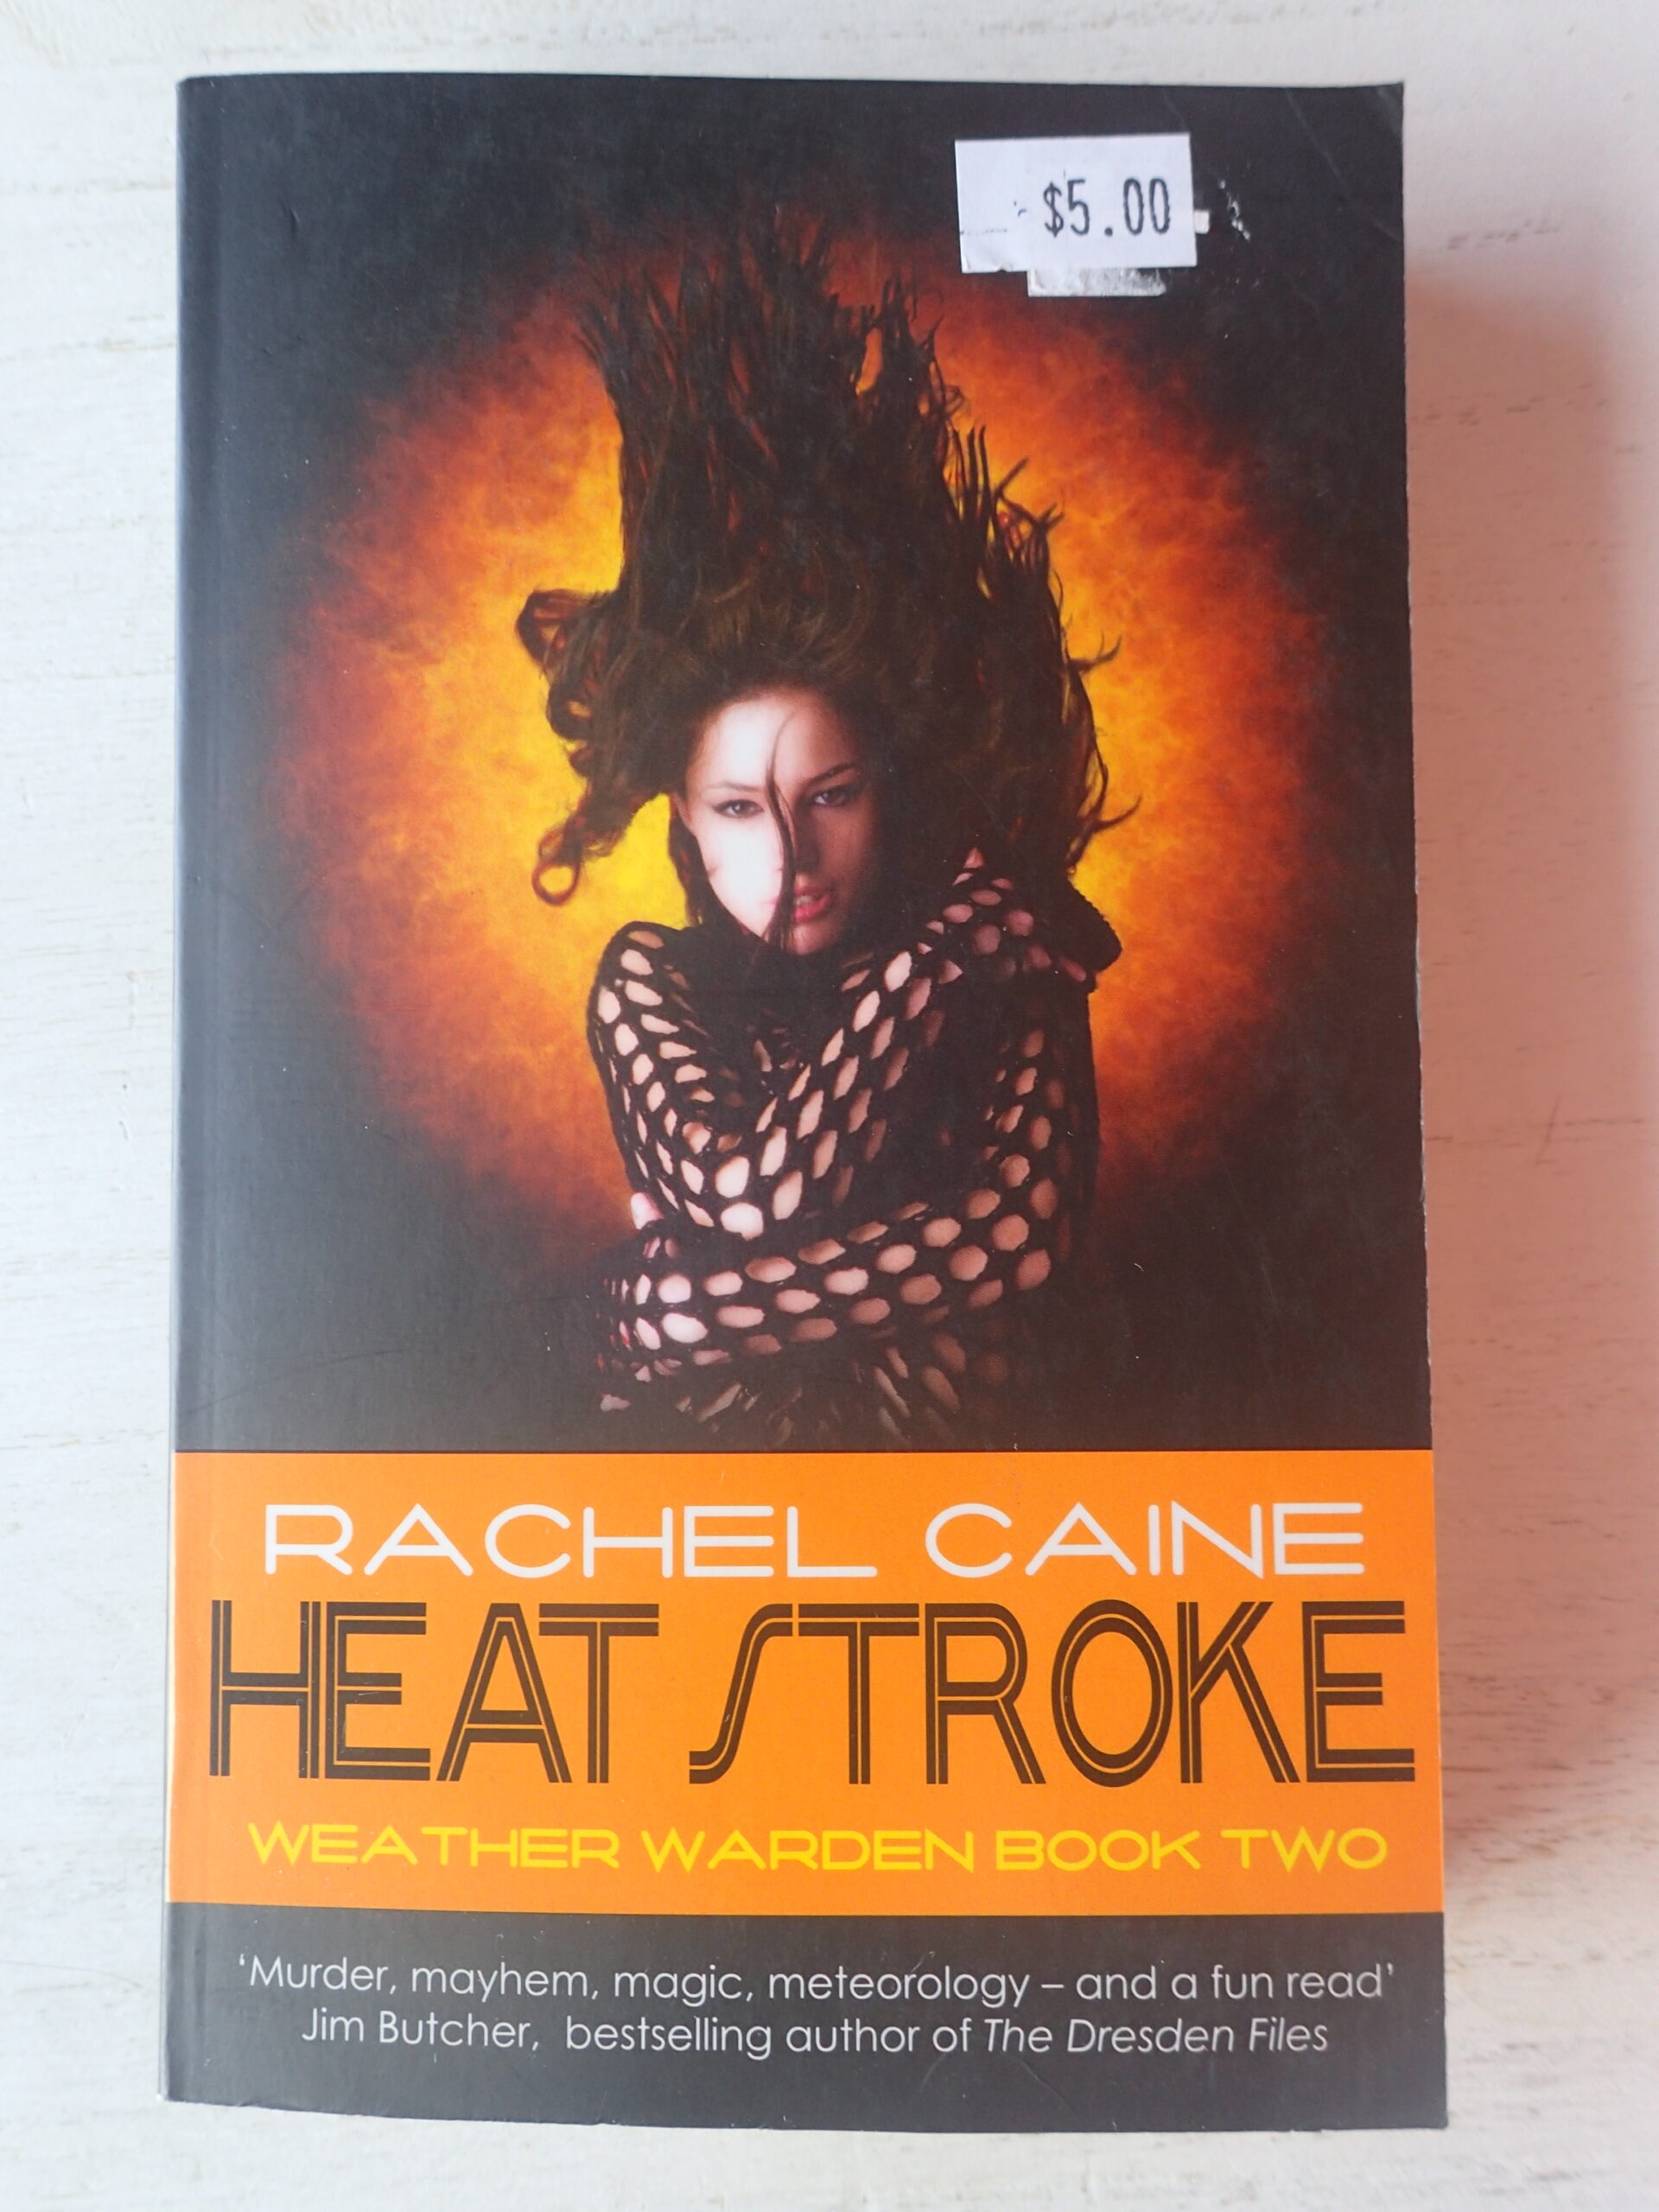 $5.00
RACHEL CAINE
HEAT STROKE
WEATHER WARDEN BOOK TWO
‘Murder, mayhem, magic, meteorology – and a fun read’
Jim Butcher, bestselling author of The Dresden Files